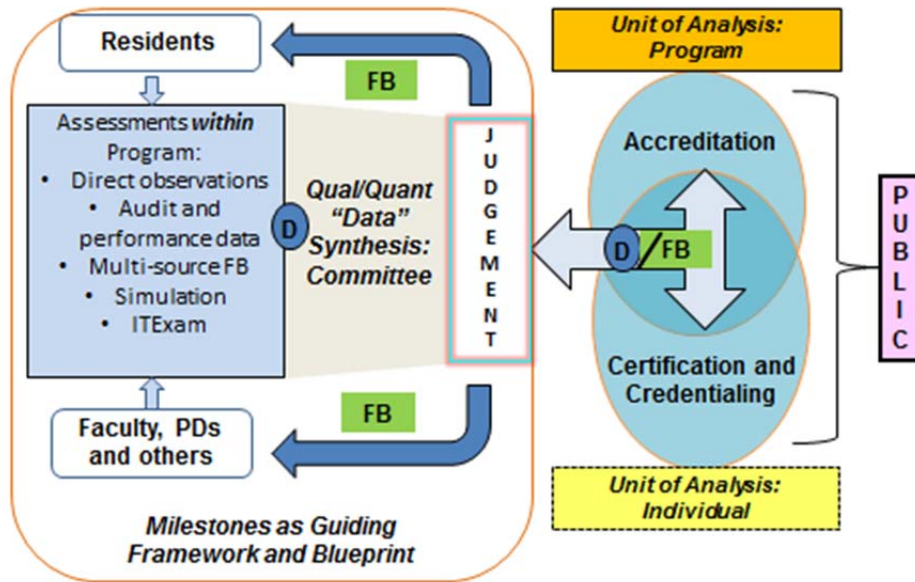 Residents
FB
Assessments within
Program:
• Direct observations
• Audit and
performance data
• Multi-source FB
• Simulation
• ITExam
D
Qual/Quant
“Data”
Synthesis:
Committee
JUDGEMENT
FB
Faculty, PDs
and others
Milestones as Guiding
Framework and Blueprint
Unit of Analysis:
Program
Accreditation
D/FB
Certification and
Credentialing
Unit of Analysis:
Individual
PUBLIC